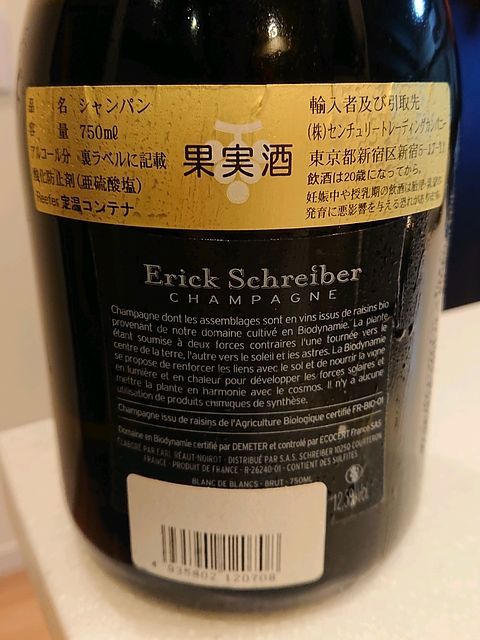 品 名 シャンパン
容 量 750mℓ
アルコール分 裏ラベルに記載
酸化防止剤(亜硫酸塩)
Reefer 定温コンテナ
果実酒
輸入者及び引取先
(株)センチュリートレーディングカンパニー
東京都新宿区新宿
飲酒は20歳になってから。
妊娠中や授乳期の飲酒は胎児・乳児の
発育に悪影響を与える恐れがあります。
Erick Schreiber
CHAMPAGNE
Champagne dont les assemblages sont en vins issus de raisins bio
provenant de notre domaine cultivé en Biodynamie. La plante
étant soumise à deux forces contraires l'une tournée vers le
centre de la terre, l'autre vers le soleil et les astres. La Biodynamie
se propose de renforcer les liens avec le sol et de nourrir la vigne
en lumière et en chaleur pour développer les forces solaires et
mettre la plante en harmonie avec le cosmos. Il n'y a aucune
utilisation de produits chimiques de synthèse.
Champagne issu de raisins de l'Agriculture Biologique certifié FR-BIO-01
Domaine en Biodynamie certifié par DEMETER et controlé par ECOCERT France SAS
ÉLABORÉ PAR EARL RÉAUT-NOIROT - DISTRIBUÉ PAR S.A.S. SCHREIBER 10250 COURTERON
FRANCE - PRODUIT DE FRANCE - R-26240-01 - CONTIENT DES SULFITES
BLANC DE BLANCS - BRUT - 750ML
12,5%VOL
4 935802 120708